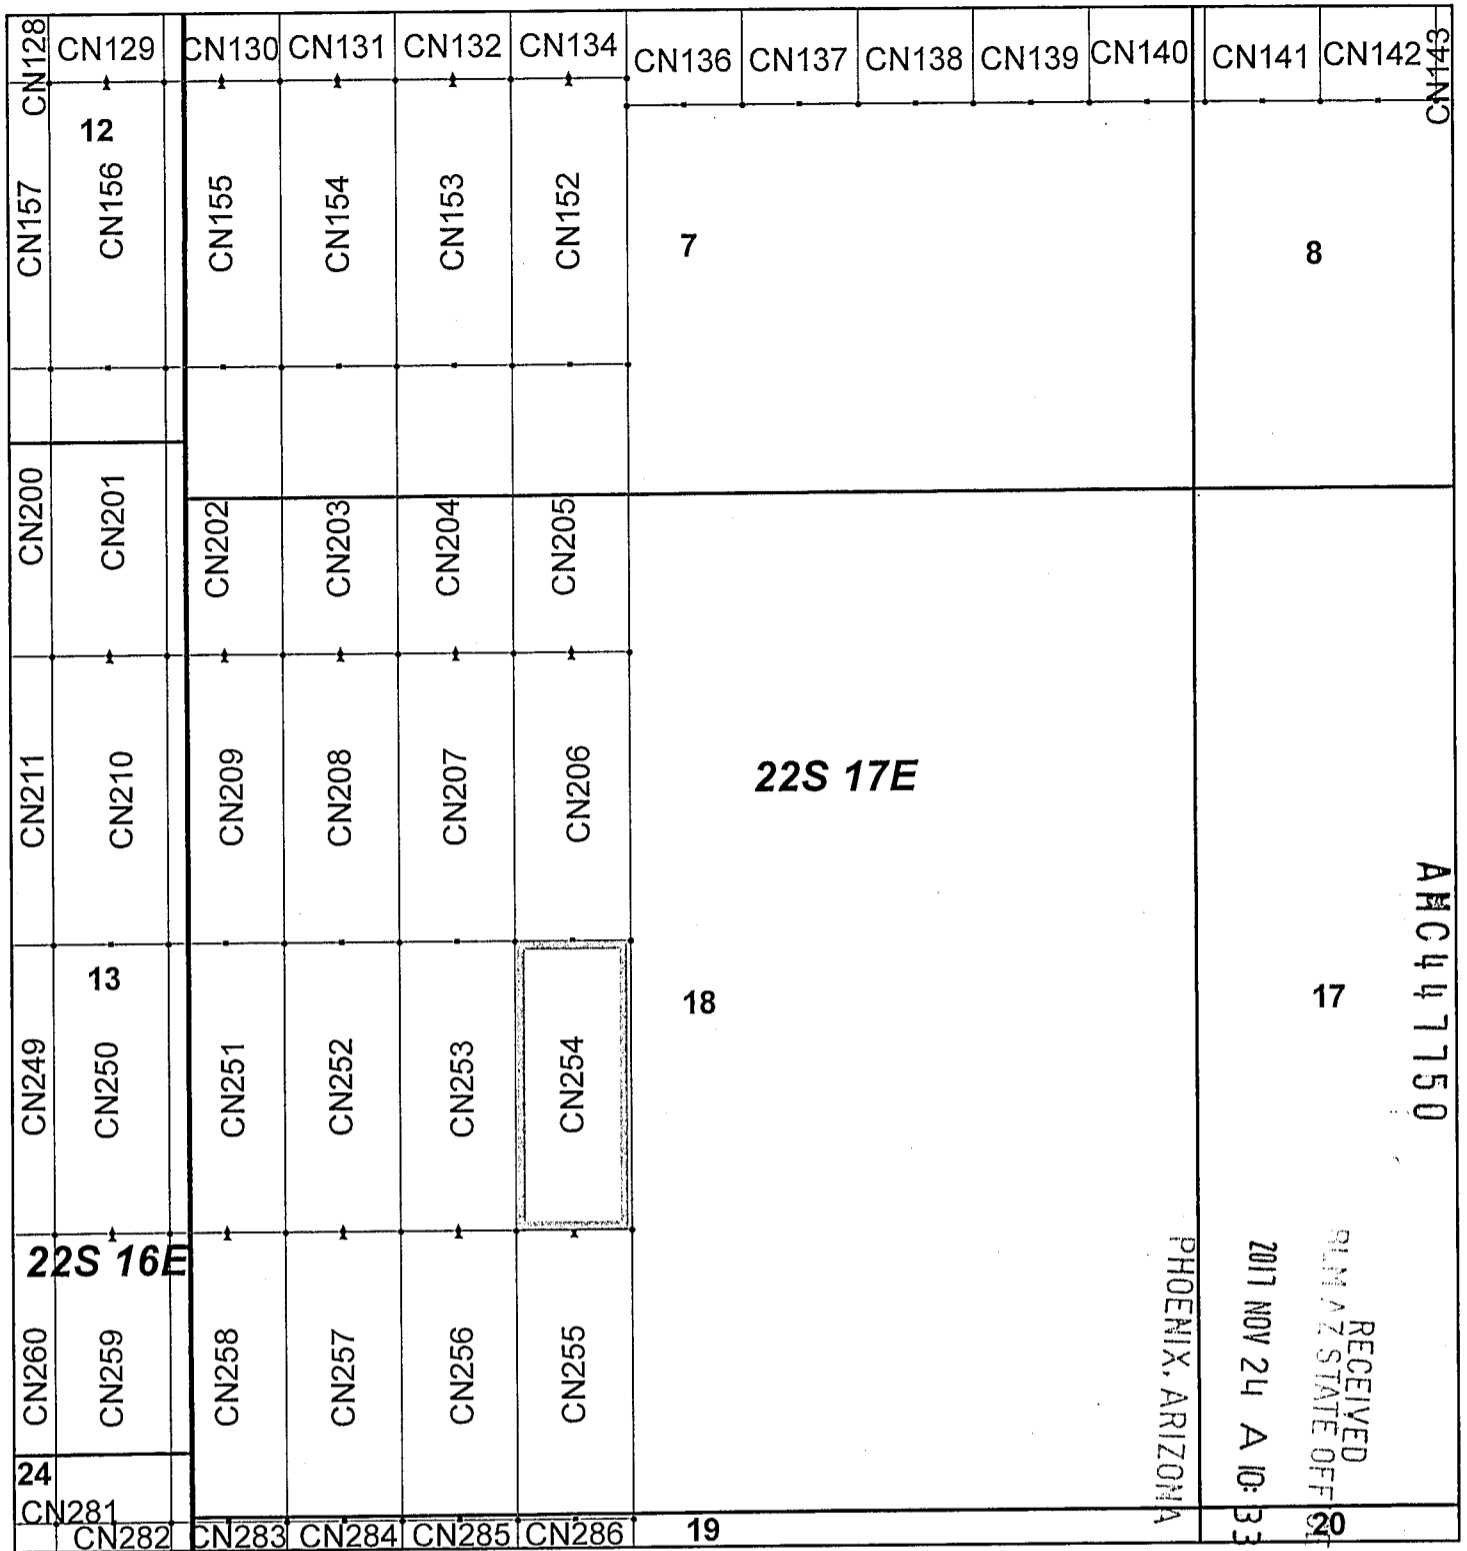 CN128
CN129
CN130
CN131
CN132
CN134
CN136
CN137
CN138
CN139
CN140
CN141
CN142
CN143
12
CN157
CN156
CN155
CN154
CN153
CN152
7
8
CN200
CN201
CN202
CN203
CN204
CN205
CN211
CN210
CN209
CN208
CN207
CN206
22S 17E
AMC447750
13
18
17
CN249
CN250
CN251
CN252
CN253
CN254
22S 16E
CN260
CN259
CN258
CN257
CN256
CN255
RECEIVED
BLM AZ STATE OFFICE
2017 NOV 24 A 10:33
PHOENIX, ARIZONA
24
CN281
CN282
CN283
CN284
CN285
CN286
19
20